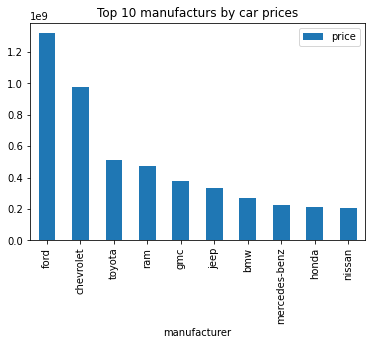 Top 10 manufacturs by car prices
1e9
price
1.2
1.0
0.8
0.6
0.4
0.2
0.0
ford
chevrolet
toyota
ram
gmc
jeep
bmw
mercedes-benz
honda
nissan
manufacturer